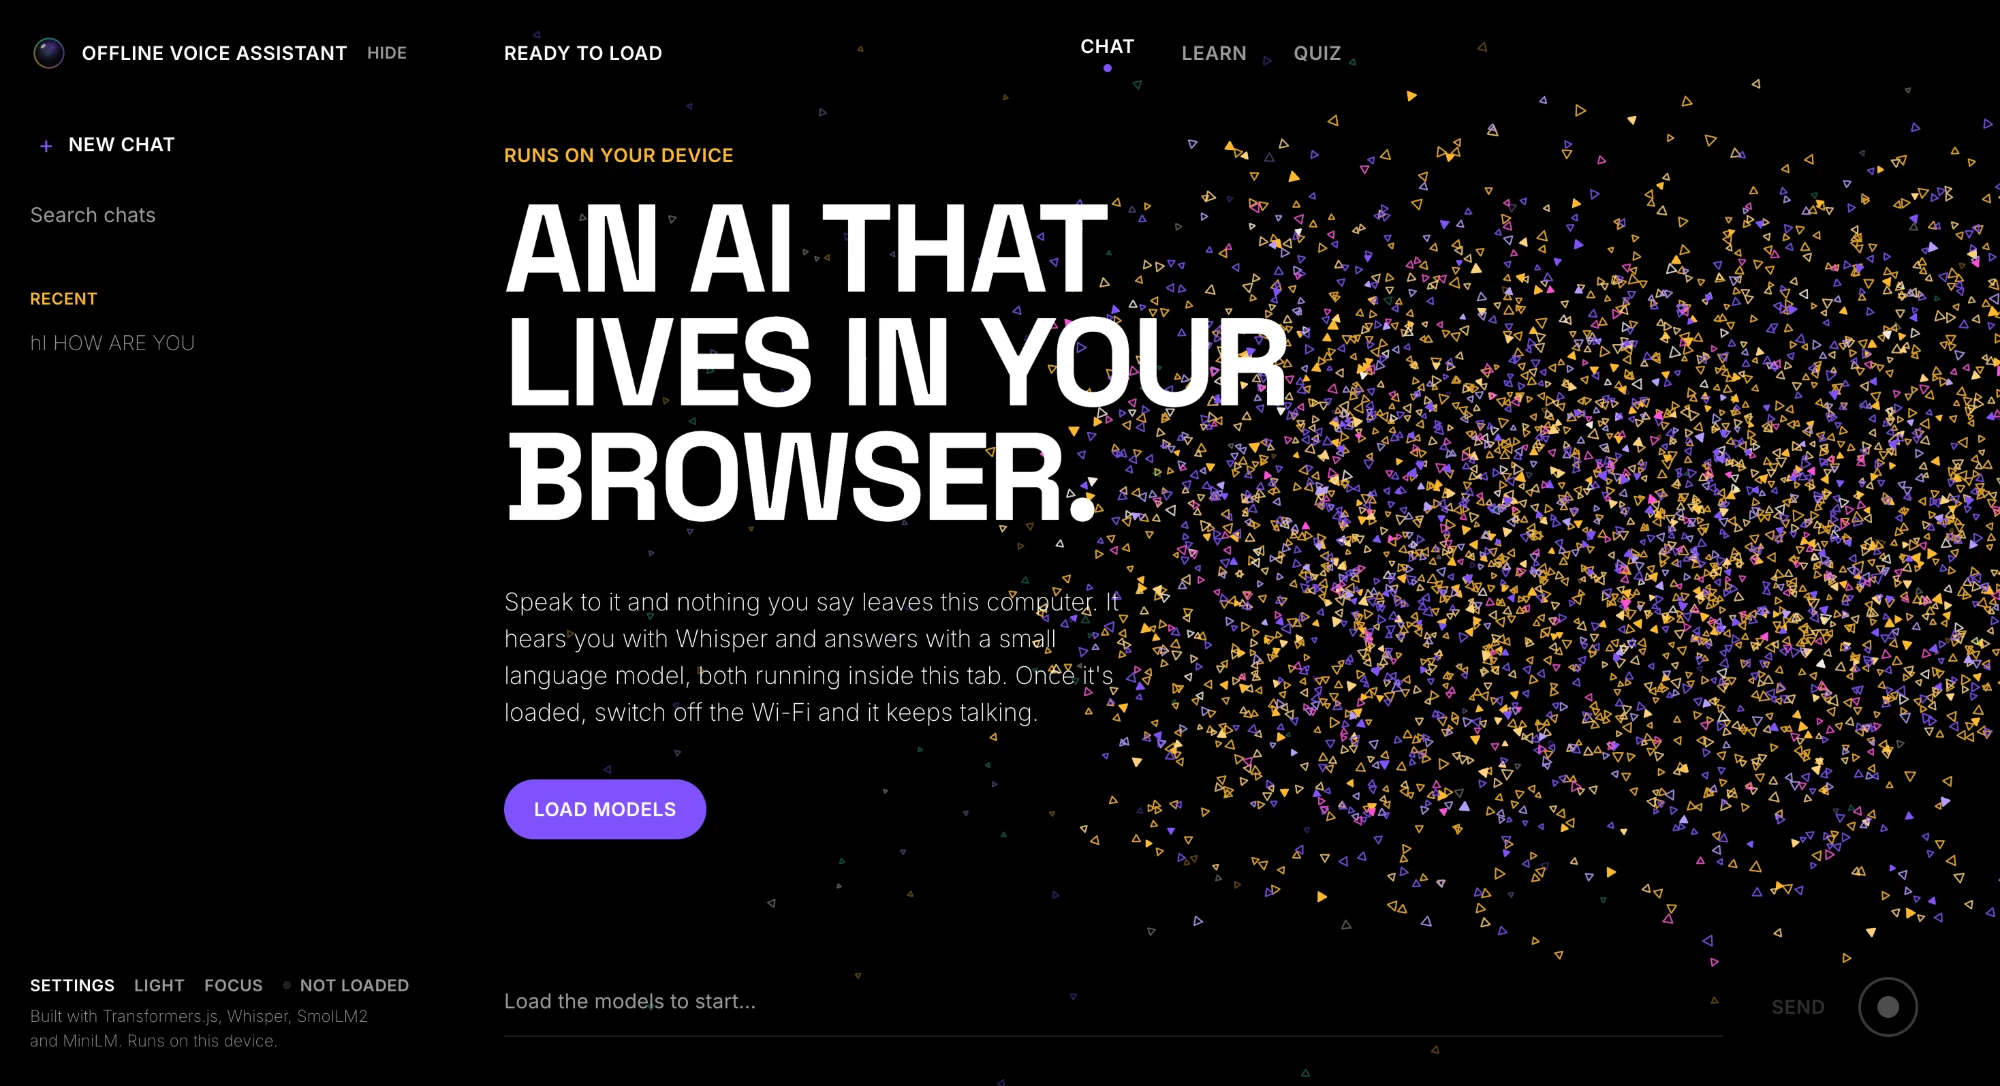 OFFLINE VOICE ASSISTANT HIDE
READY TO LOAD
CHAT LEARN QUIZ
+ NEW CHAT
Search chats
RECENT
hI HOW ARE YOU
RUNS ON YOUR DEVICE
AN AI THAT
LIVES IN YOUR
BROWSER.
Speak to it and nothing you say leaves this computer. It
hears you with Whisper and answers with a small
language model, both running inside this tab. Once it's
loaded, switch off the Wi-Fi and it keeps talking.
LOAD MODELS
SETTINGS LIGHT FOCUS NOT LOADED
Built with Transformers.js, Whisper, SmolLM2
and MiniLM. Runs on this device.
Load the models to start...
SEND